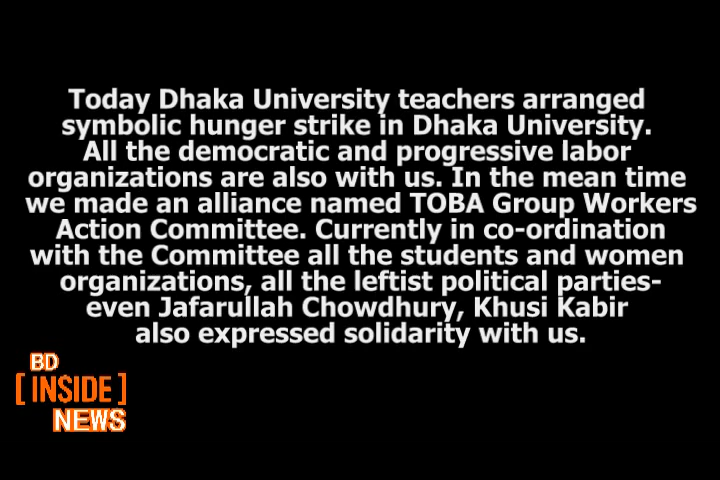 Today Dhaka University teachers arranged
symbolic hunger strike in Dhaka University.
All the democratic and progressive labor
organizations are also with us. In the mean time
we made an alliance named TOBA Group Workers
Action Committee. Currently in co-ordination
with the Committee all the students and women
organizations, all the leftist political parties-
even Jafarullah Chowdhury, Khusi Kabir
also expressed solidarity with us.
BD
[INSIDE]
NEWS